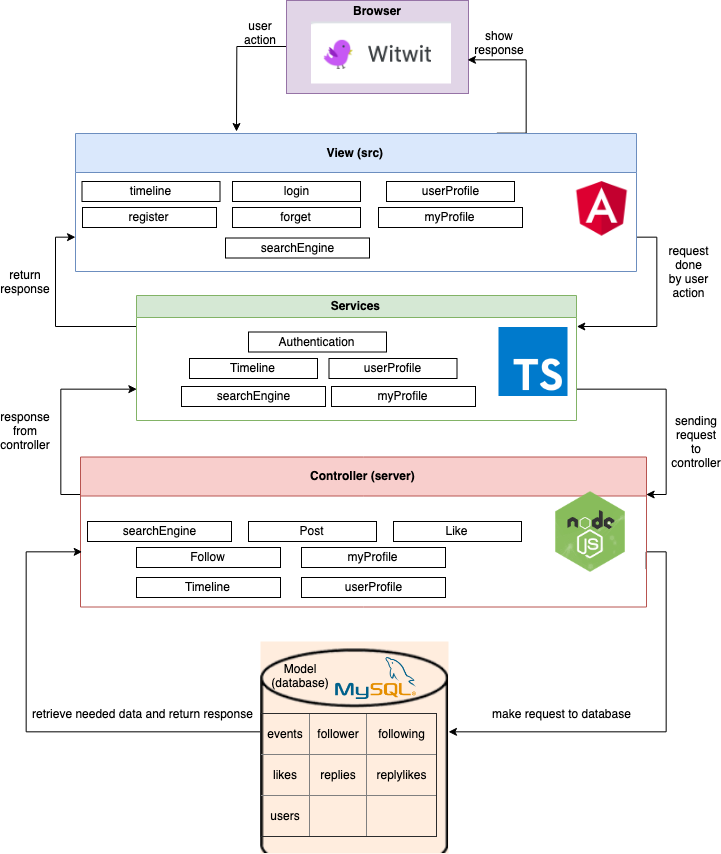 Browser
user
action
Witwit
show
response
View (src)
timeline
login
userProfile
register
forget
myProfile
searchEngine
return
response
request
done
by user
action
Services
Authentication
Timeline
userProfile
searchEngine
myProfile
TS
response
from
controller
sending
request
to
controller
Controller (server)
searchEngine
Post
Like
node
JS
Follow
myProfile
Timeline
userProfile
Model
(database)
MySQL
retrieve needed data and return response
make request to database
events
follower
following
likes
replies
replylikes
users